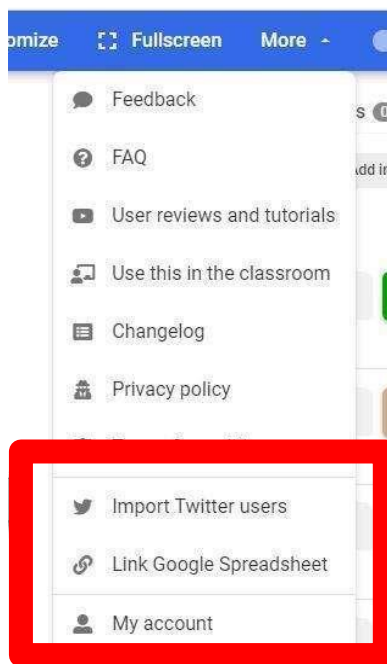 omize Fullscreen More
s 0
Feedback
FAQ
User reviews and tutorials
Use this in the classroom
Changelog
Privacy policy
Import Twitter users
Link Google Spreadsheet
My account